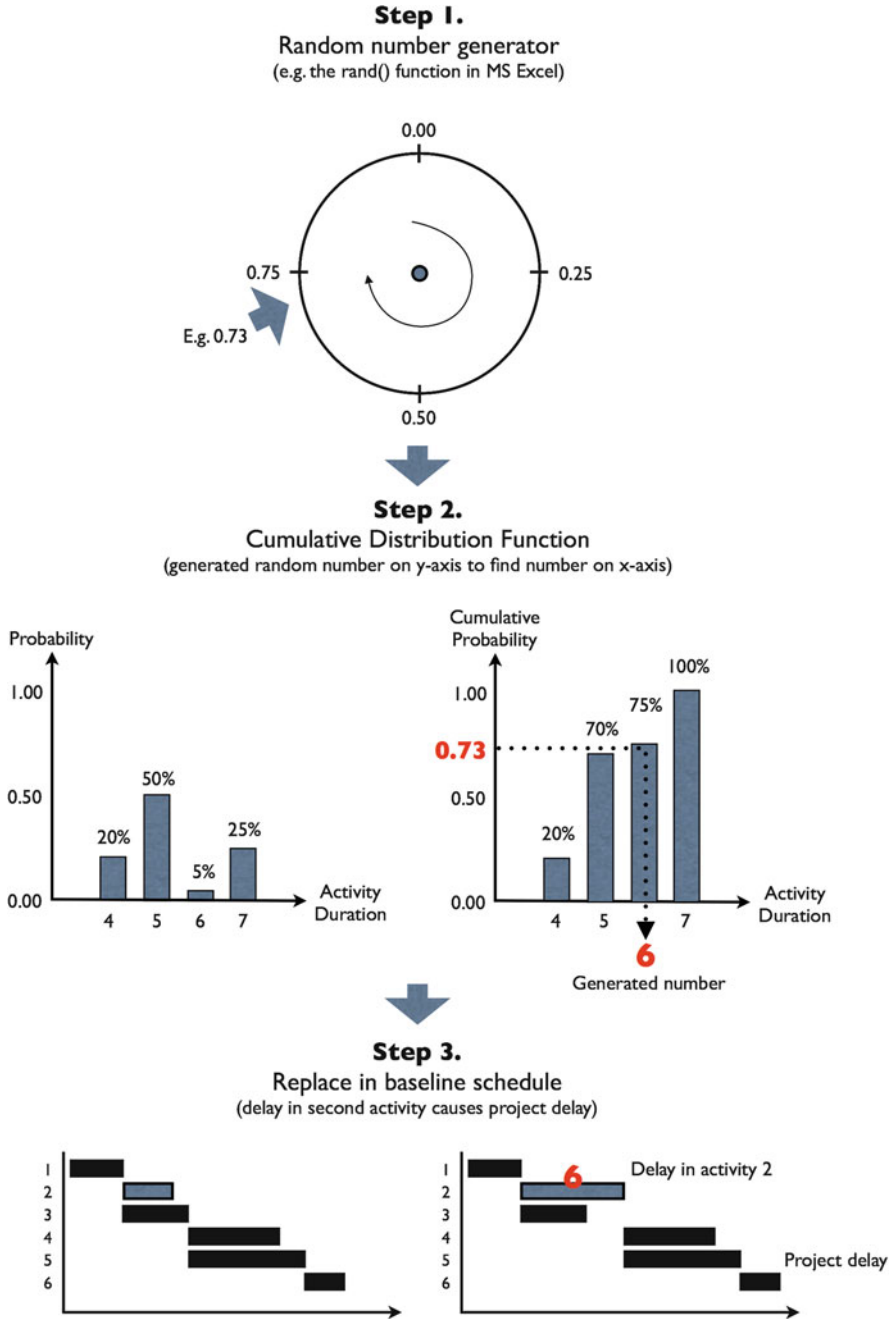 Step 1.
Random number generator
(e.g. the rand() function in MS Excel)
0.00
0.75
0.25
E.g. 0.73
0.50
Step 2.
Cumulative Distribution Function
(generated random number on y-axis to find number on x-axis)
Probability
1.00
50%
0.50
20%
25%
5%
0.00
4
5
6
7
Activity
Duration
Cumulative
Probability
100%
1.00
75%
70%
0.73
0.50
20%
0.00
4
5
7
Activity
Duration
6
Generated number
Step 3.
Replace in baseline schedule
(delay in second activity causes project delay)
1
2
3
4
5
6
1
6
Delay in activity 2
2
3
4
5
Project delay
6